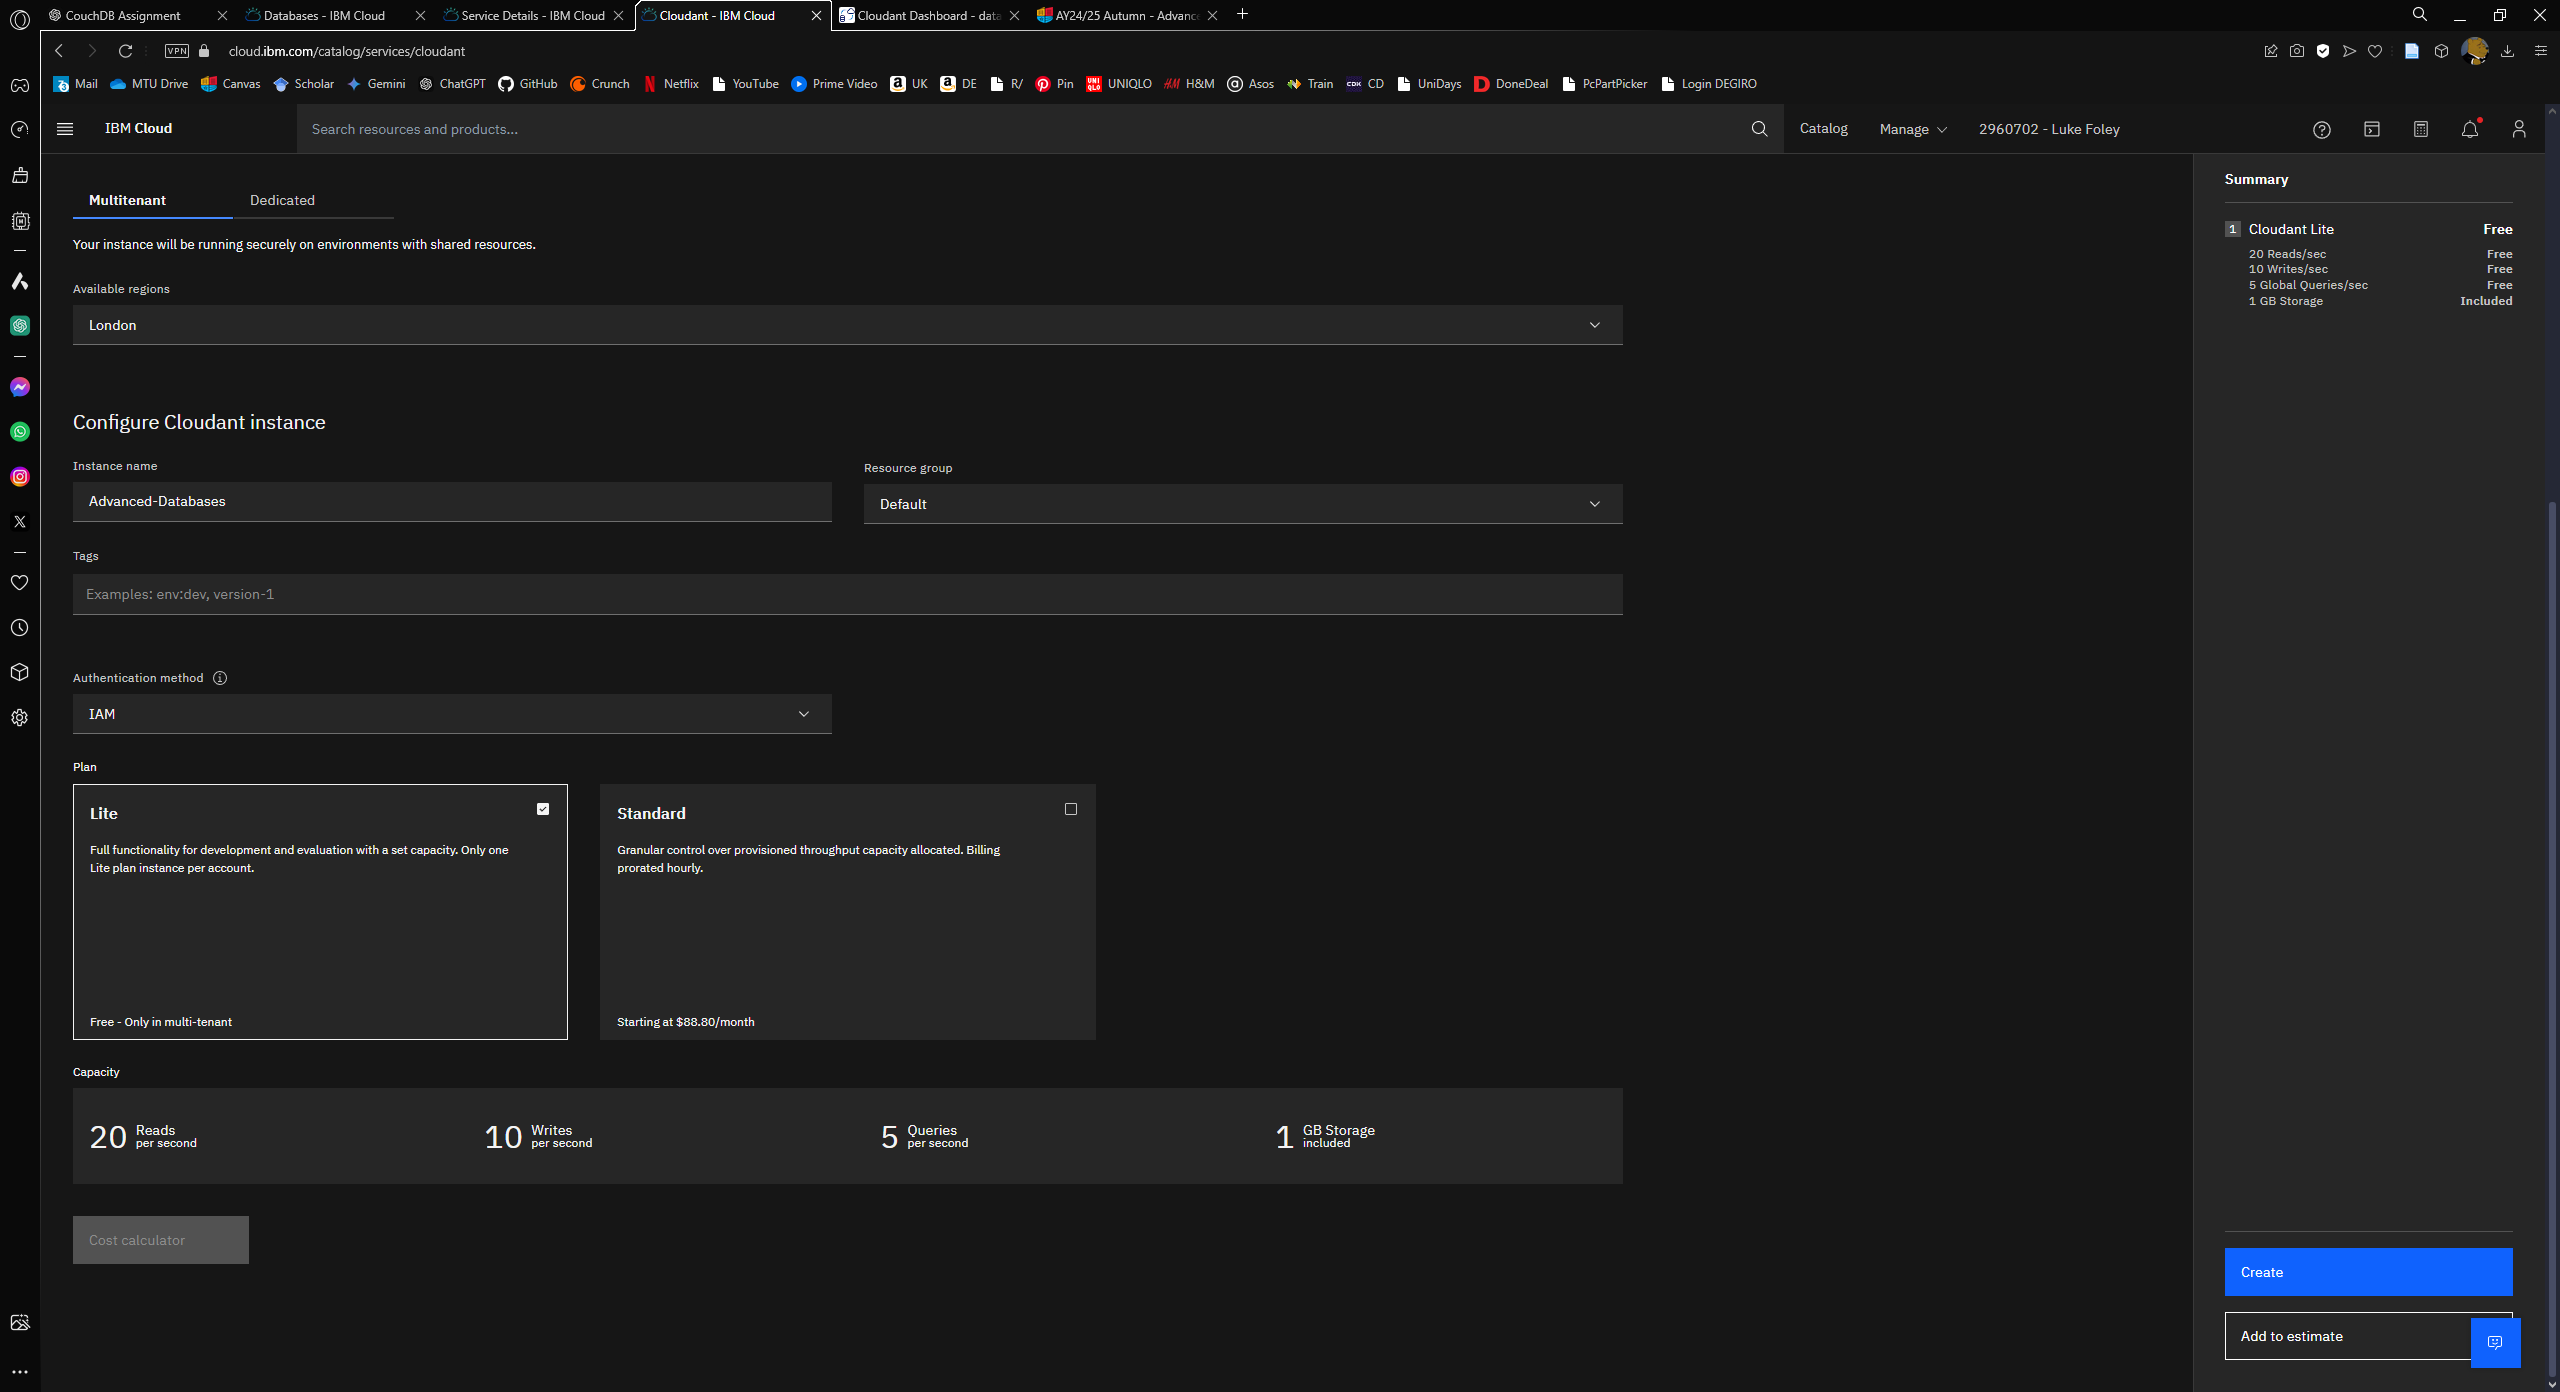 CouchDB Assignment
Databases - IBM Cloud
Service Details - IBM Cloud
Cloudant - IBM Cloud
Cloudant Dashboard - data
AY24/25 Autumn - Advance
VPN
cloud.ibm.com/catalog/services/cloudant
Mail MTU Drive Canvas Scholar Gemini ChatGPT GitHub Crunch Netflix YouTube Prime Video UK DE R/ Pin UNIQLO H&M Asos Train CD UniDays DoneDeal PcPartPicker Login DEGIRO
IBM Cloud
Search resources and products...
Catalog
Manage
2960702 - Luke Foley
Multitenant
Dedicated
Your instance will be running securely on environments with shared resources.
Available regions
London
Configure Cloudant instance
Instance name
Advanced-Databases
Resource group
Default
Tags
Examples: env:dev, version-1
Authentication method
IAM
Plan
Lite
Full functionality for development and evaluation with a set capacity. Only one
Lite plan instance per account.
Free - Only in multi-tenant
Standard
Granular control over provisioned throughput capacity allocated. Billing
prorated hourly.
Starting at $88.80/month
Capacity
20 Reads
per second
10 Writes
per second
5 Queries
per second
1 GB Storage
included
Cost calculator
Summary
1 Cloudant Lite Free
20 Reads/sec Free
10 Writes/sec Free
5 Global Queries/sec Free
1 GB Storage Included
Create
Add to estimate